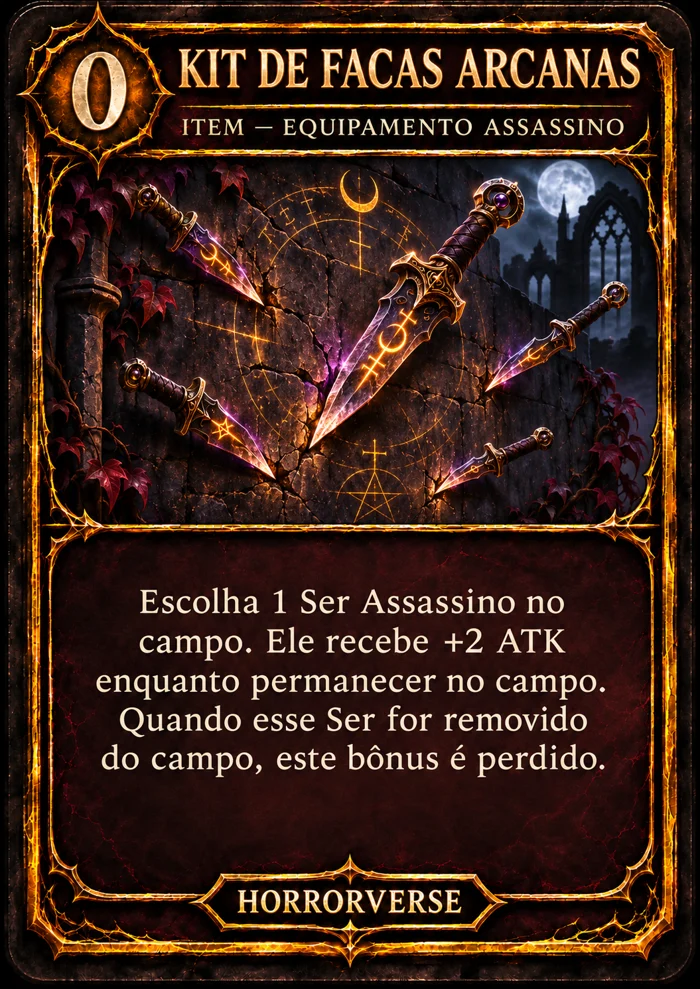 0
KIT DE FACAS ARCANAS
ITEM — EQUIPAMENTO ASSASSINO
Escolha 1 Ser Assassino no
campo. Ele recebe +2 ATK
enquanto permanecer no campo.
Quando esse Ser for removido
do campo, este bônus é perdido.
HORRORVERSE